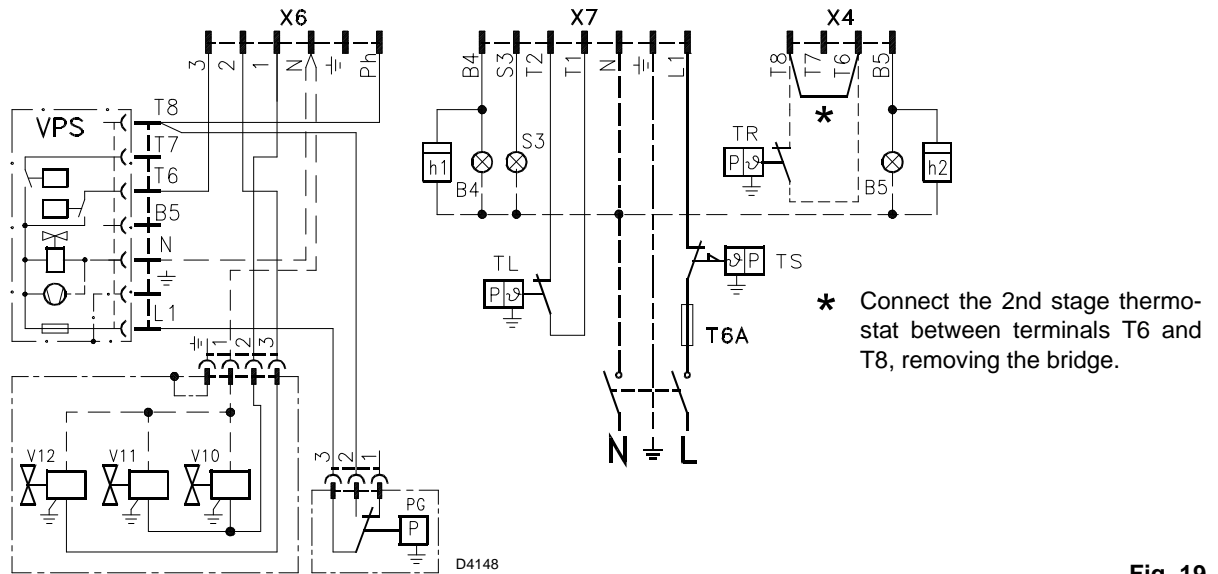 X6
X7
X4
3
2
1
N
Ph
B4
S3
T2
T1
N
L1
T8
T7
T6
B5
VPS
T8
T7
T6
B5
N
L1
h1
B4
S3
TR
P ϑ
B5
h2
TL
P ϑ
ϑ P
TS
T6A
* Connect the 2nd stage thermo-
stat between terminals T6 and
T8, removing the bridge.
*
1
2
3
N
L
V12
V11
V10
3
2
1
PG
P
D4148
Fig. 19